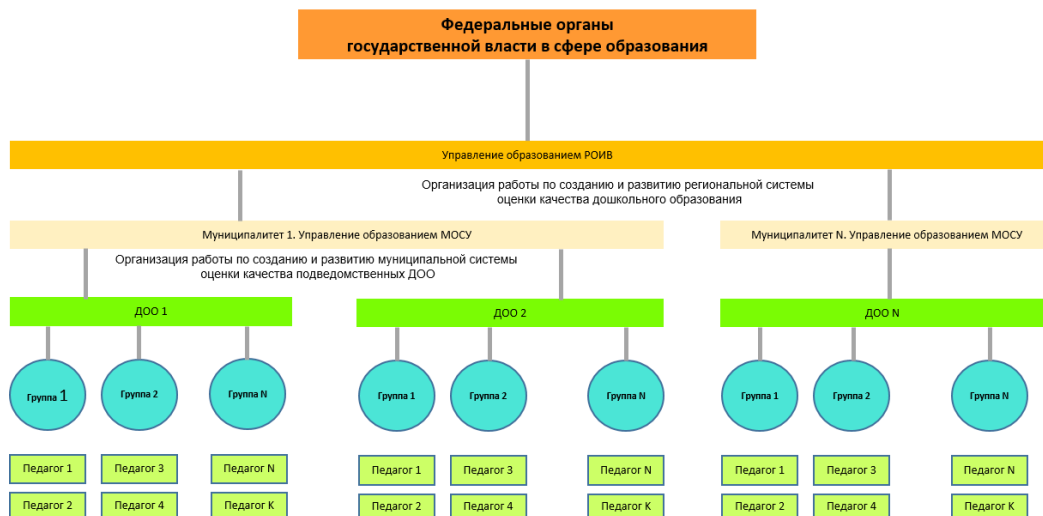 Федеральные органы
государственной власти в сфере образования
Управление образованием РОИВ
Организация работы по созданию и развитию региональной системы
оценки качества дошкольного образования
Муниципалитет 1. Управление образованием МОСУ
Муниципалитет N. Управление образованием МОСУ
Организация работы по созданию и развитию муниципальной системы
оценки качества подведомственных ДОО
ДОО 1
ДОО 2
ДОО N
Группа 1
Группа 2
Группа N
Группа 1
Группа 2
Группа N
Группа 1
Группа 2
Группа N
Педагог 1
Педагог 3
Педагог N
Педагог 1
Педагог 3
Педагог N
Педагог 1
Педагог 3
Педагог N
Педагог 2
Педагог 4
Педагог K
Педагог 2
Педагог 4
Педагог K
Педагог 2
Педагог 4
Педагог K